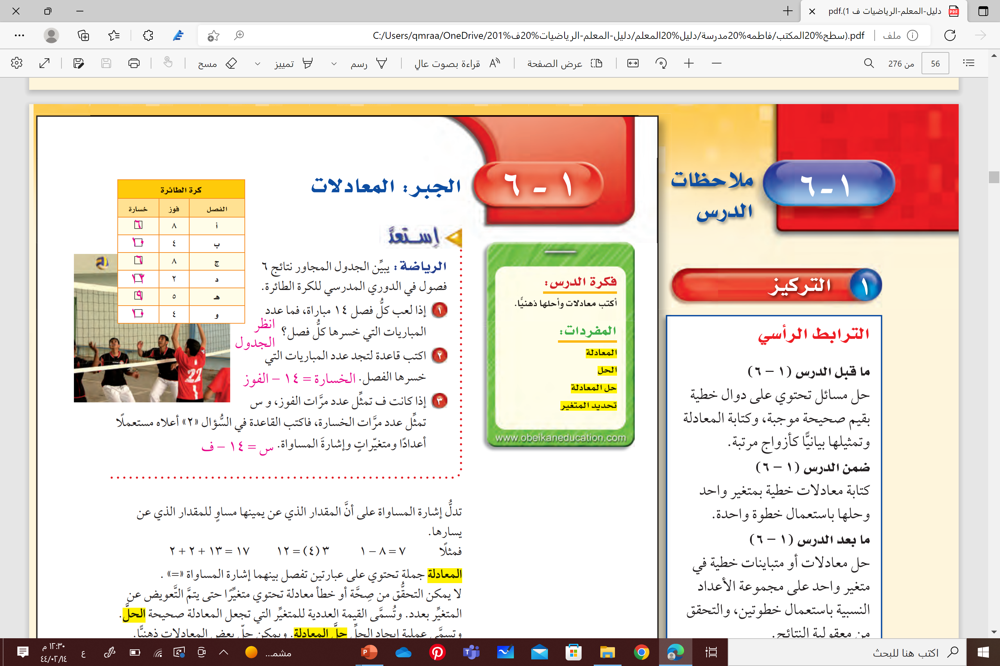 دليل-المعلم-الرياضيات ف 1).pdf
ملف
C:/Users/qmraa/OneDrive/سطح%20المكتب/فاطمه%20مدرسة/دليل%20المعلم/دليل-المعلم-الرياضيات%20ف%201).pdf
56
من 276
عرض الصفحة
قراءة بصوت عالٍ
رسم
تمييز
مسح
١-٦
ملاحظات
الدرس
١ التركيز
الترابط الرأسي
ما قبل الدرس (١ – ٦)
حل مسائل تحتوي على دوال خطية
بقيم صحيحة موجبة، وكتابة المعادلة
وتمثيلها بيانيًّا كأزواج مرتبة.
ضمن الدرس (١ – ٦)
كتابة معادلات خطية بمتغير واحد
وحلها باستعمال خطوة واحدة.
ما بعد الدرس (١ – ٦)
حل معادلات أو متباينات خطية في
متغير واحد على مجموعة الأعداد
النسبية باستعمال خطوتين، والتحقق
من معقولية النتائج.
١ - ٦
الجبر: المعادلات
فكرة الدرس:
أكتب معادلات وأحلها ذهنيًّا.
المفردات:
المعادلة
الحل
حل المعادلة
تحديد المتغير
www.obeikaneducation.com
إستعدَّ
الرياضة: يبيِّن الجدول المجاور نتائج ٦
فصول في الدوري المدرسي للكرة الطائرة.
١ إذا لعب كلُّ فصل ١٤ مباراة، فما عدد
المباريات التي خسرها كلُّ فصل؟
انظر
الجدول
٢ اكتب قاعدة لتجد عدد المباريات التي
خسرها الفصل. الخسارة = ١٤ – الفوز
٣ إذا كانت ف تمثِّل عدد مرَّات الفوز، و س
تمثِّل عدد مرَّات الخسارة، فاكتب القاعدة في السُّؤال «٢» أعلاه مستعملًا
أعدادًا ومتغيّراتٍ وإشارةَ المساواة. س = ١٤ – ف
كرة الطائرة
الفصل فوز خسارة
أ ٨ ٦
ب ٤ ١٠
ج ٨ ٦
د ٢ ١٢
هـ ٥ ٩
و ٤ ١٠
22
تدلُّ إشارة المساواة على أنَّ المقدار الذي عن يمينها مساوٍ للمقدار الذي عن
يسارها.
فمثلًا ٧ = ٨ – ١ ٣ (٤) = ١٢ ١٧ = ١٣ + ٢ + ٢
المعادلة جملة تحتوي على عبارتين تفصل بينهما إشارة المساواة «=» .
لا يمكن التحقُّق من صِحَّة أو خطأ معادلة تحتوي متغيِّرًا حتى يتمَّ التَّعويض عن
المتغيِّر بعدد. وتُسمَّى القيمة العددية للمتغيِّر التي تجعل المعادلة صحيحة الحلَّ.
وتسمَّى عملية إيجاد الحلِّ حلَّ المعادلة. ويمكن حلّ بعض المعادلات ذهنيًّا.
اكتب هنا للبحث
مشمـ...
ع
١٢:٣٠ م
٤٤/٠٢/١٤